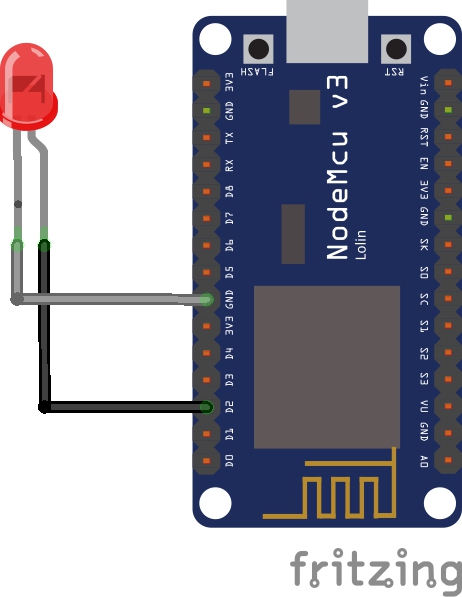 FLASH
RST
3V3
GND
TX
RX
D8
D7
D6
D5
GND
3V3
D4
D3
D2
D1
D0
NodeMcu v3
Lolin
Vin
GND
RST
EN
3V3
GND
SK
SO
SC
S1
S2
S3
VU
GND
A0
fritzing